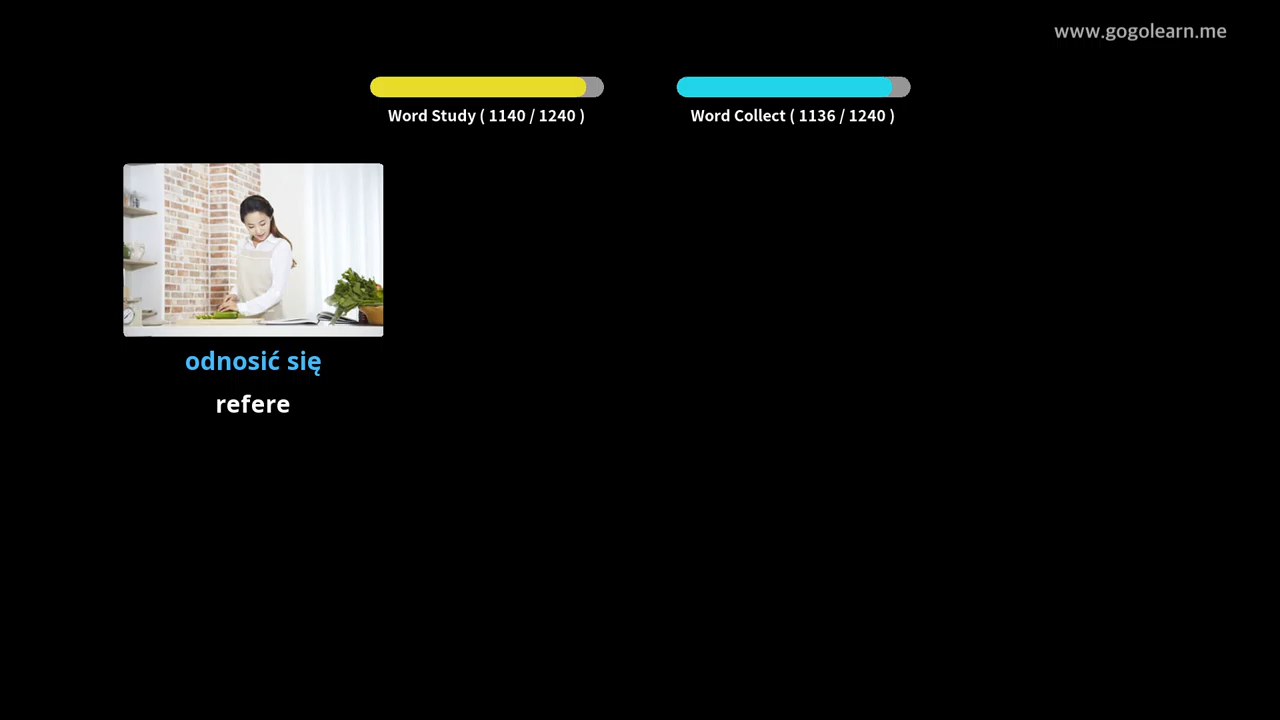 www.gogolearn.me
Word Study ( 1140 / 1240 )
Word Collect ( 1136 / 1240 )
odnosić się
refere